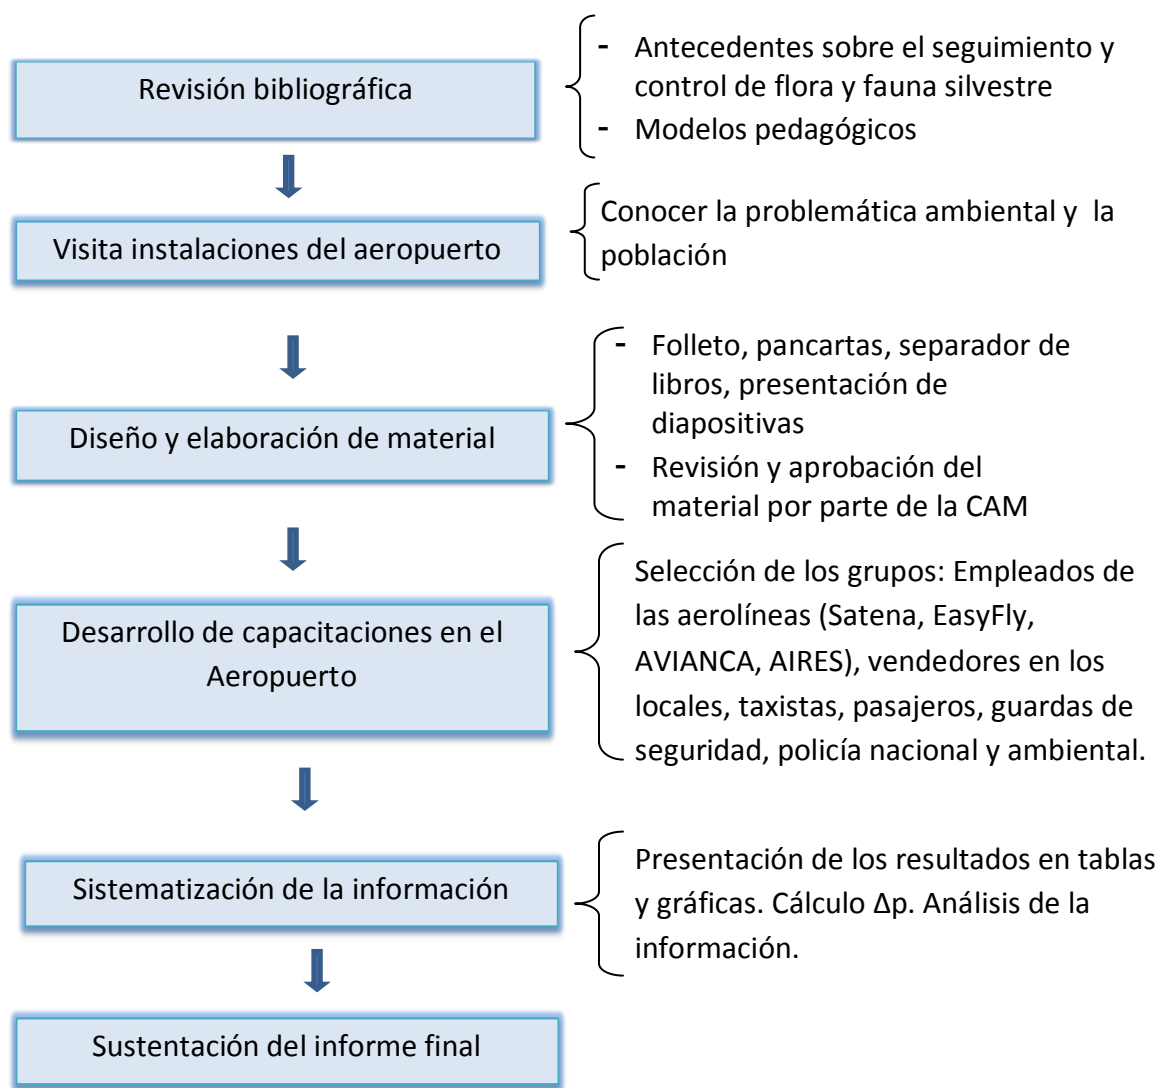 Revisión bibliográfica
- Antecedentes sobre el seguimiento y
control de flora y fauna silvestre
- Modelos pedagógicos
Visita instalaciones del aeropuerto
Conocer la problemática ambiental y la
población
Diseño y elaboración de material
- Folleto, pancartas, separador de
libros, presentación de
diapositivas
- Revisión y aprobación del
material por parte de la CAM
Desarrollo de capacitaciones en el
Aeropuerto
Selección de los grupos: Empleados de
las aerolíneas (Satena, EasyFly,
AVIANCA, AIRES), vendedores en los
locales, taxistas, pasajeros, guardas de
seguridad, policía nacional y ambiental.
Sistematización de la información
Presentación de los resultados en tablas
y gráficas. Cálculo Δp. Análisis de la
información.
Sustentación del informe final